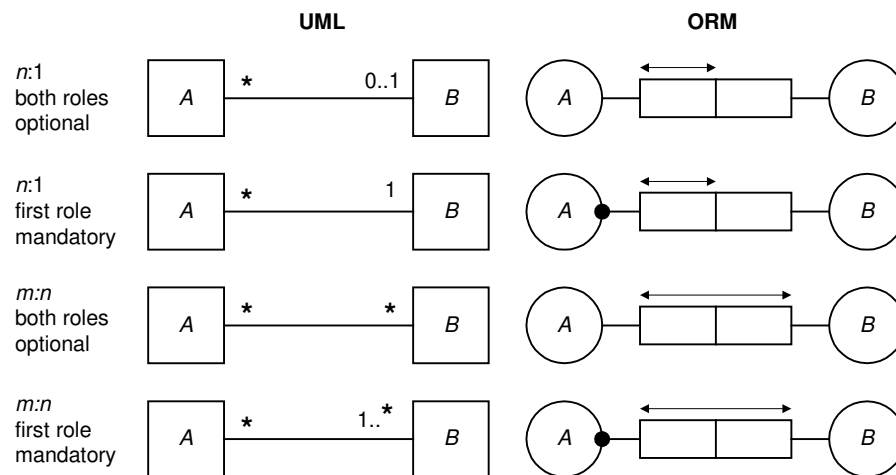 UML ORM
n:1
both roles
optional
A * 0..1 B A B
n:1
first role
mandatory
A * 1 B A B
m:n
both roles
optional
A * * B A B
m:n
first role
mandatory
A * 1..* B A B